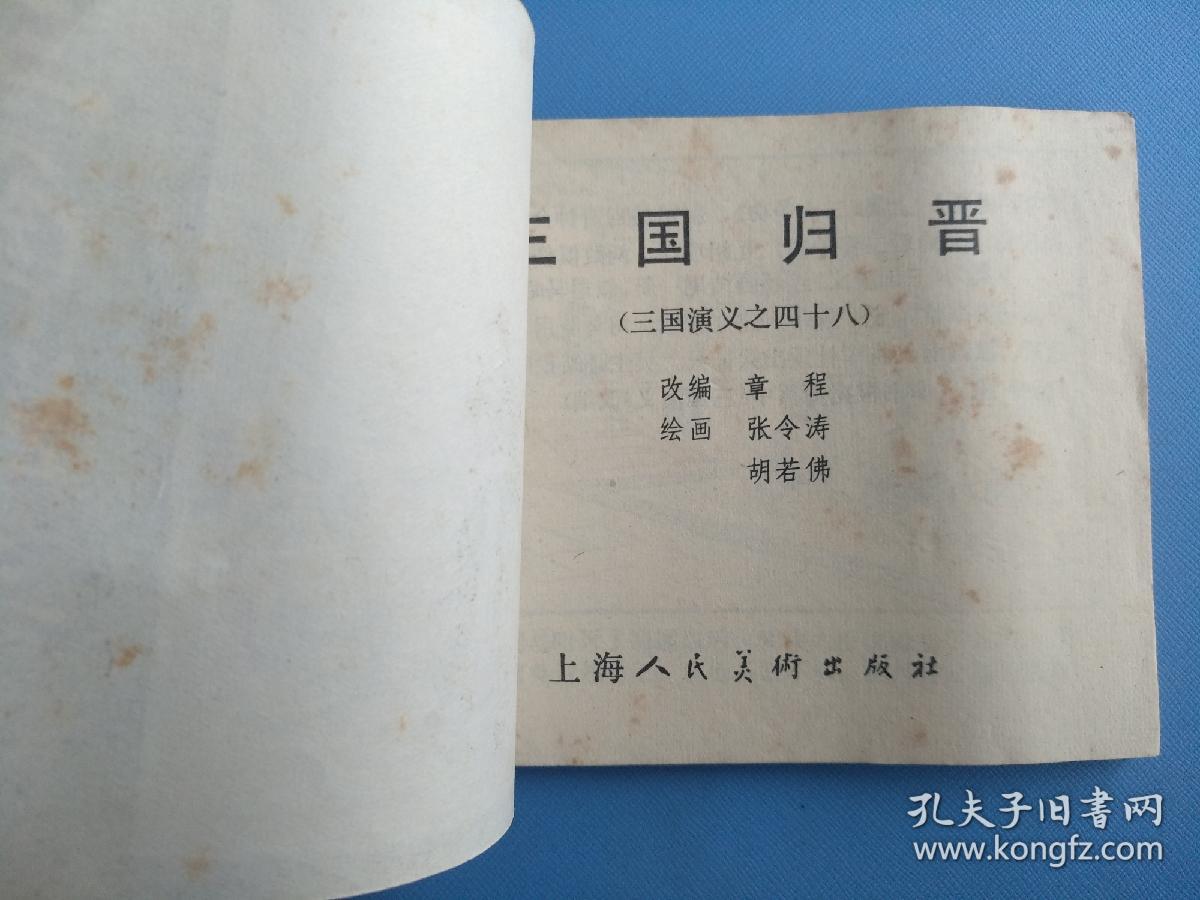 三国归晋
(三国演义之四十八)
改编 章程
绘画 张令涛
胡若佛
上海人民美術出版社
孔夫子旧书网
www.kongfz.com